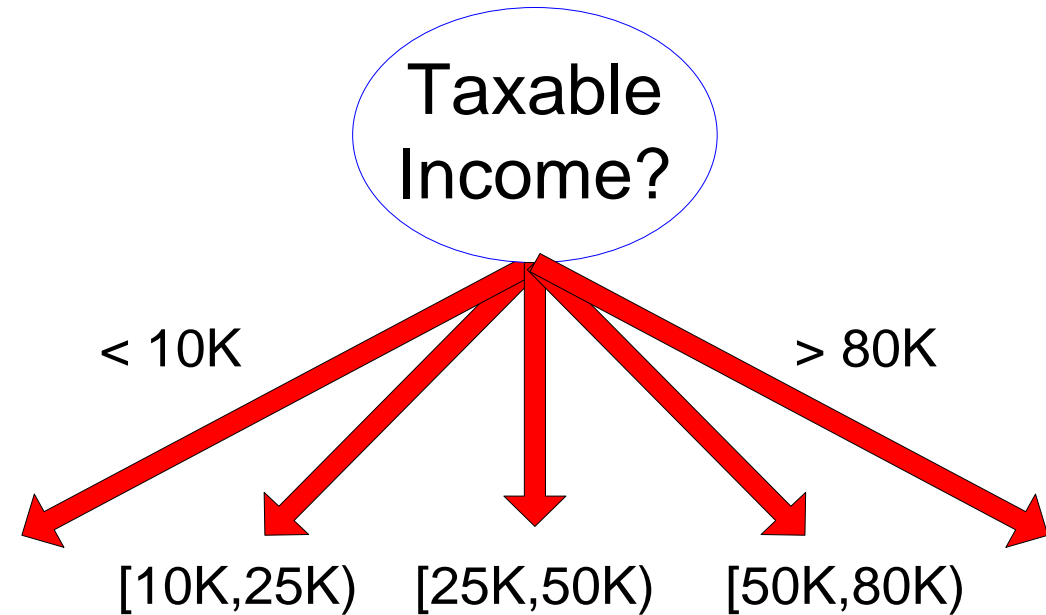 Taxable
Income?
< 10K
> 80K
[10K,25K)
[25K,50K)
[50K,80K)